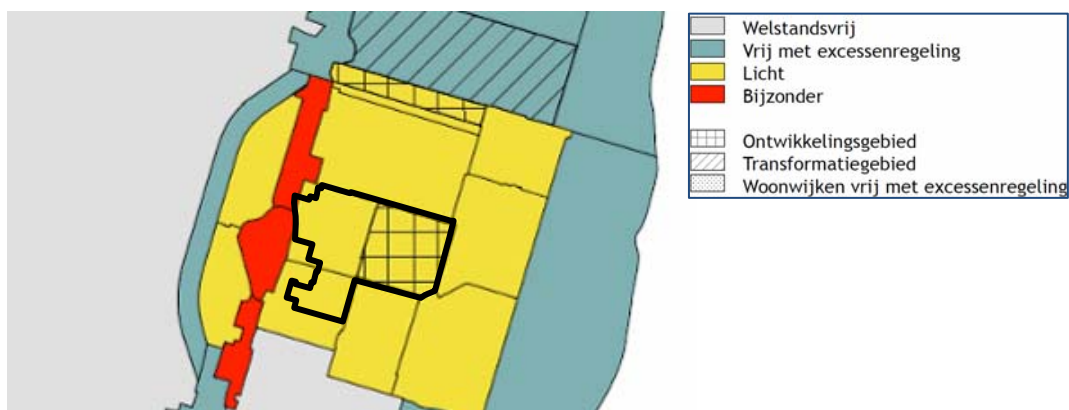 Welstandsvrij
Vrij met excessenregeling
Licht
Bijzonder
Ontwikkelingsgebied
Transformatiegebied
Woonwijken vrij met excessenregeling